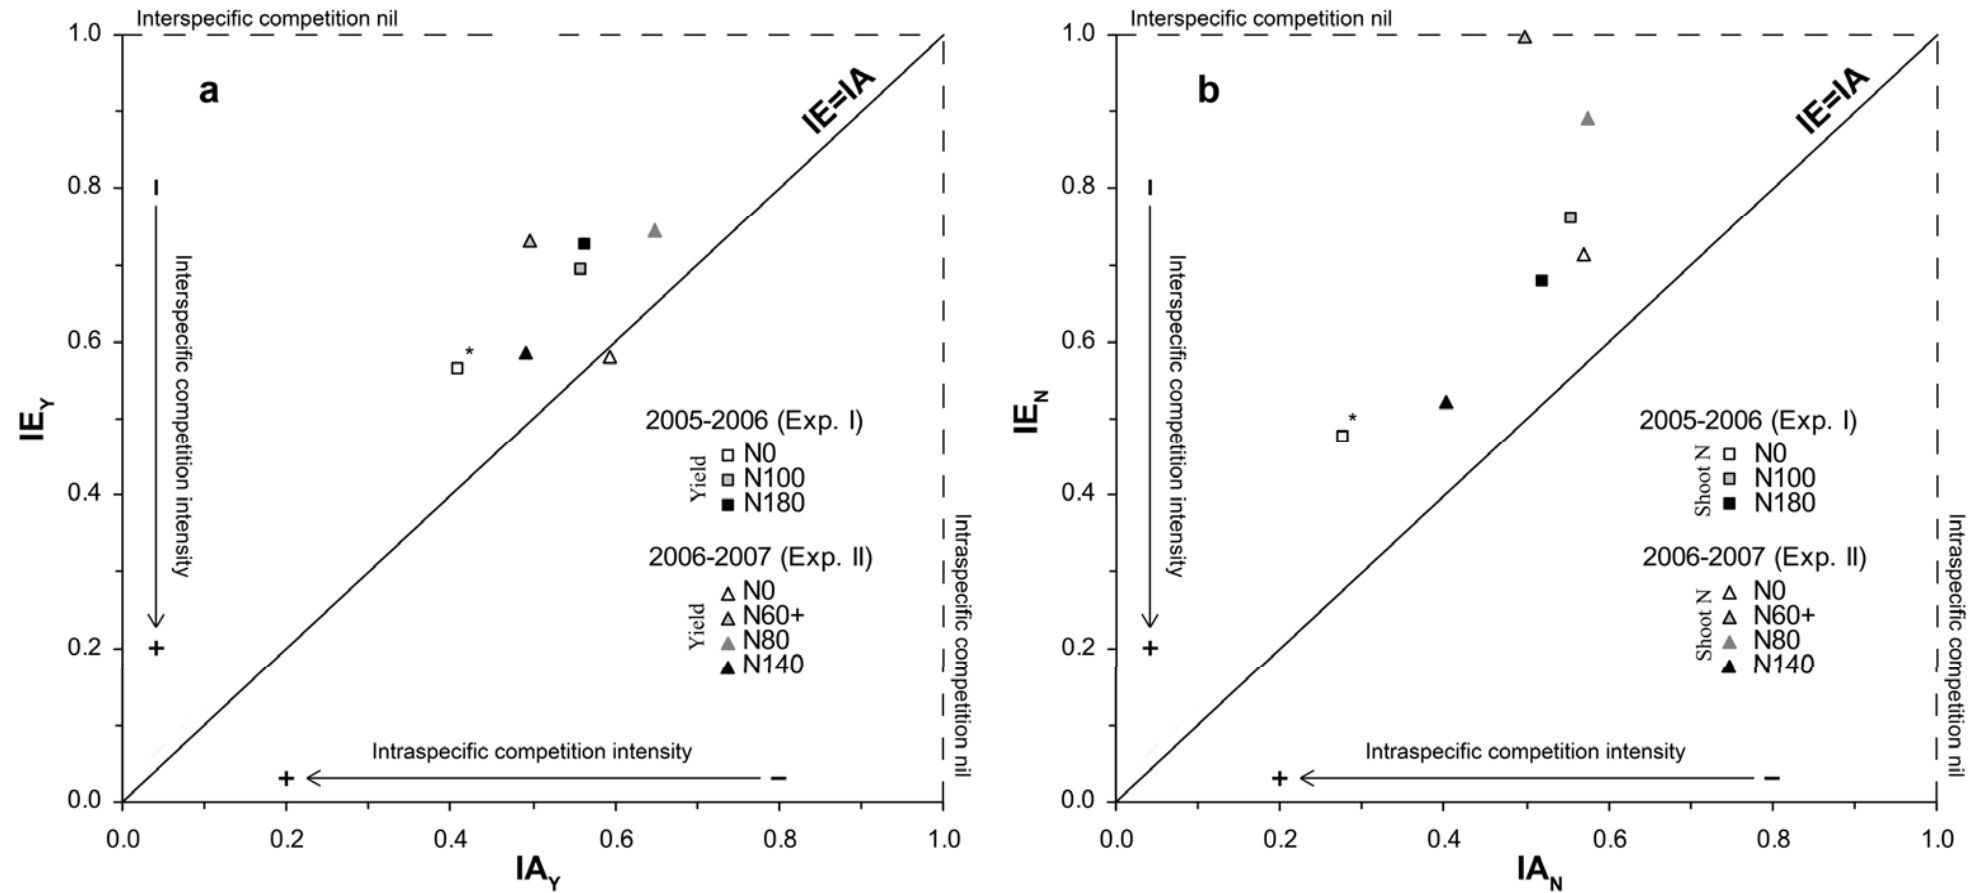 Interspecific competition nil
1.0
0.8
0.6
0.4
0.2
0.0
IE_Y
a
IE=IA
Interspecific competition intensity
I
+
*
2005-2006 (Exp. I)
Yield
N0
N100
N180
2006-2007 (Exp. II)
Yield
N0
N60+
N80
N140
Intraspecific competition nil
Intraspecific competition intensity
+
−
0.0 0.2 0.4 0.6 0.8 1.0
IA_Y
Interspecific competition nil
1.0
0.8
0.6
0.4
0.2
0.0
IE_N
b
IE=IA
Interspecific competition intensity
I
+
*
2005-2006 (Exp. I)
Shoot N
N0
N100
N180
2006-2007 (Exp. II)
Shoot N
N0
N60+
N80
N140
Intraspecific competition nil
Intraspecific competition intensity
+
−
0.0 0.2 0.4 0.6 0.8 1.0
IA_N